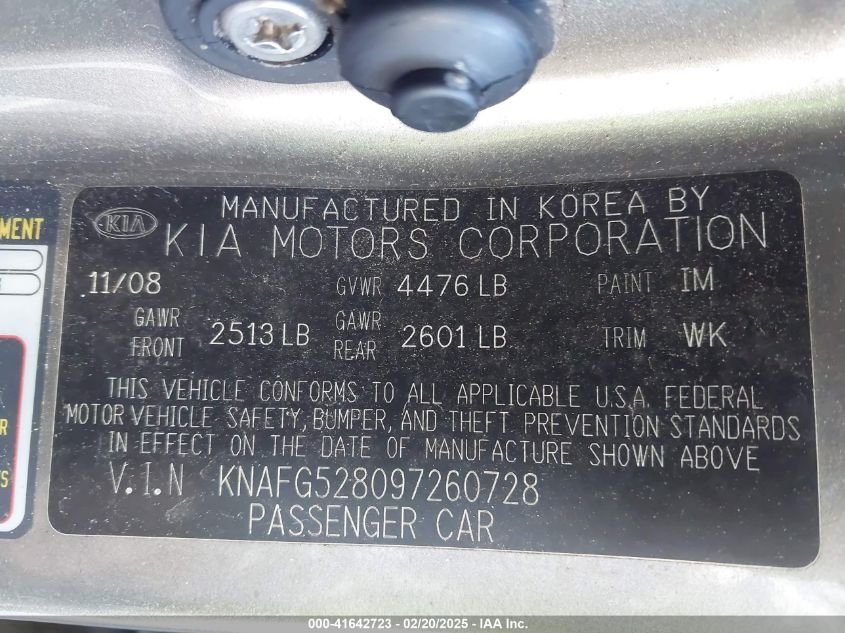 MENT
R
MANUFACTURED IN KOREA BY
KIA
KIA MOTORS CORPORATION
11/08 GVWR 4476 LB PAINT IM
GAWR FRONT 2513 LB GAWR REAR 2601 LB TRIM WK
THIS VEHICLE CONFORMS TO ALL APPLICABLE U.S.A. FEDERAL
MOTOR VEHICLE SAFETY, BUMPER, AND THEFT PREVENTION STANDARDS
IN EFFECT ON THE DATE OF MANUFACTURE SHOWN ABOVE
V.I.N KNAFG528097260728
PASSENGER CAR
000-41642723 -- 02/20/2025 -- IAA Inc.